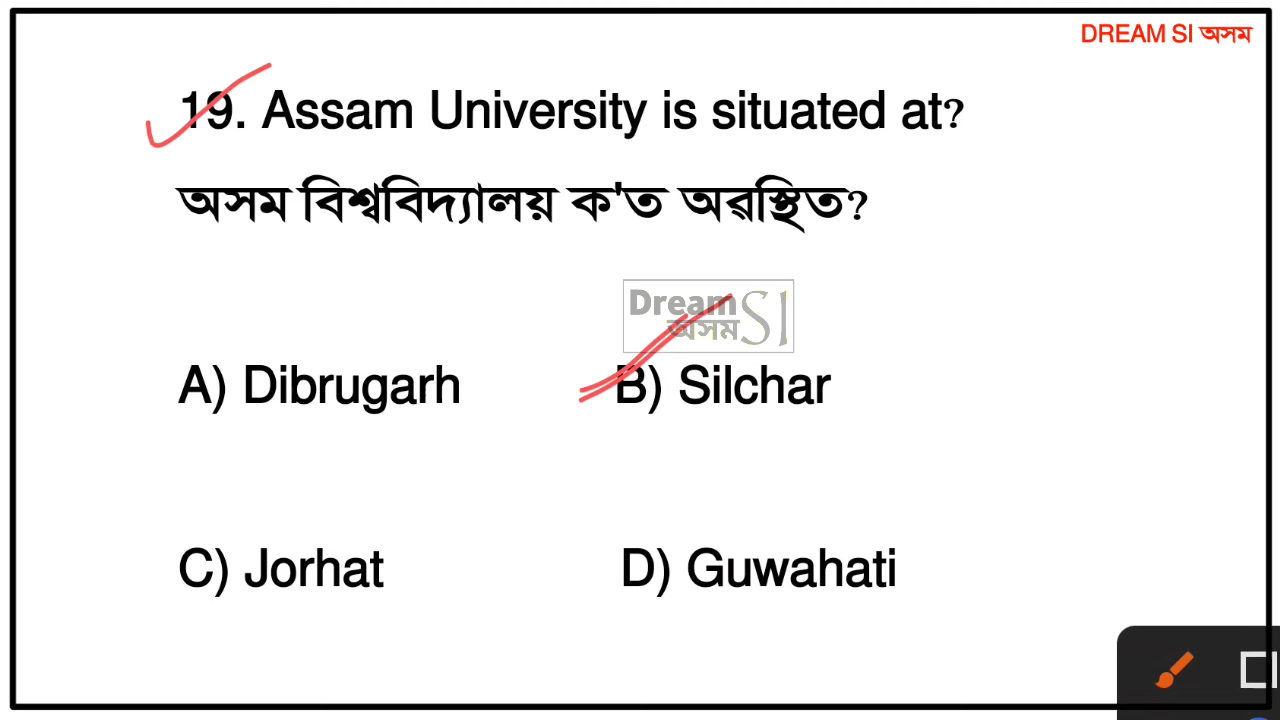 DREAM SI অসম
19. Assam University is situated at?
অসম বিশ্ববিদ্যালয় ক'ত অৱস্থিত?
Dream SI
অসম
A) Dibrugarh B) Silchar
C) Jorhat D) Guwahati